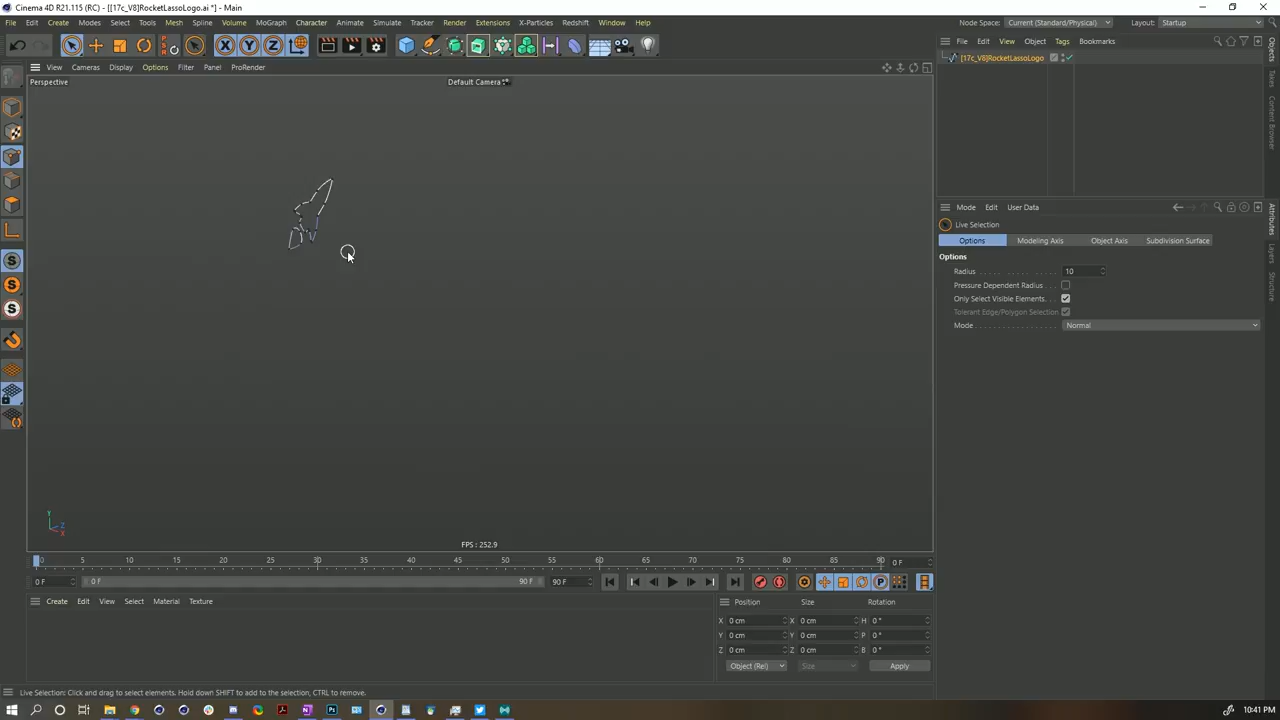 Cinema 4D R21.115 (RC) - [[17c_V8]RocketLassoLogo.ai *] - Main
File Edit Create Modes Select Tools Mesh Spline Volume MoGraph Character Animate Simulate Tracker Render Extensions X-Particles Redshift Window Help
Node Space: Current (Standard/Physical) Layout: Startup
File Edit View Object Tags Bookmarks
X Y Z
View Cameras Display Options Filter Panel ProRender
[17c_V8]RocketLassoLogo
Perspective
Default Camera
Objects
Takes
Content Browser
Attributes
Layers
Structure
Mode Edit User Data
Live Selection
Options Modeling Axis Object Axis Subdivision Surface
Options
Radius 10
Pressure Dependent Radius
Only Select Visible Elements
Tolerant Edge/Polygon Selection
Mode Normal
S
S
S
Y
Z
X
FPS : 252.9
0 5 10 15 20 25 30 35 40 45 50 55 60 65 70 75 80 85 90 0 F
0 F 0 F 90 F 90 F P
Create Edit View Select Material Texture
Position Size Rotation
X 0 cm X 0 cm H 0 °
Y 0 cm Y 0 cm P 0 °
Z 0 cm Z 0 cm B 0 °
Object (Rel) Size Apply
Live Selection: Click and drag to select elements. Hold down SHIFT to add to the selection, CTRL to remove.
10:41 PM